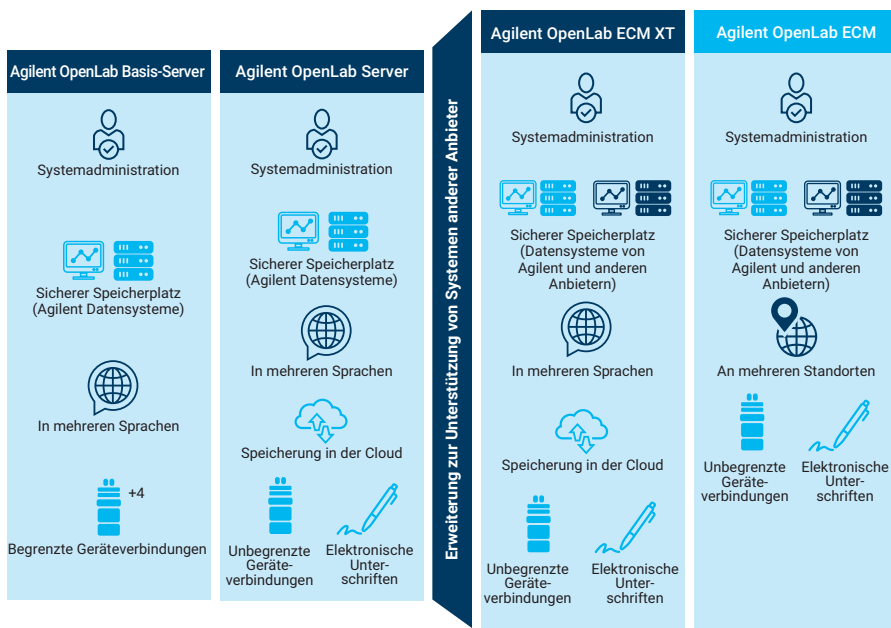 Agilent OpenLab Basis-Server
Systemadministration
Sicherer Speicherplatz
(Agilent Datensysteme)
In mehreren Sprachen
+4
Begrenzte Geräteverbindungen
Agilent OpenLab Server
Systemadministration
Sicherer Speicherplatz
(Agilent Datensysteme)
In mehreren Sprachen
Speicherung in der Cloud
Unbegrenzte
Geräte-
verbindungen
Elektronische
Unter-
schriften
Erweiterung zur Unterstützung von Systemen anderer Anbieter
Agilent OpenLab ECM XT
Systemadministration
Sicherer Speicherplatz
(Datensysteme von
Agilent und anderen
Anbietern)
In mehreren Sprachen
Speicherung in der Cloud
Unbegrenzte
Geräte-
verbindungen
Elektronische
Unter-
schriften
Agilent OpenLab ECM
Systemadministration
Sicherer Speicherplatz
(Datensysteme von
Agilent und anderen
Anbietern)
An mehreren Standorten
Unbegrenzte
Geräte-
verbindungen
Elektronische
Unter-
schriften